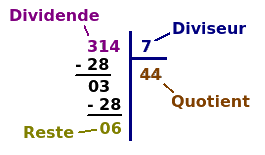 Dividende
Diviseur
314 7
- 28 44
03
- 28 Quotient
Reste 06